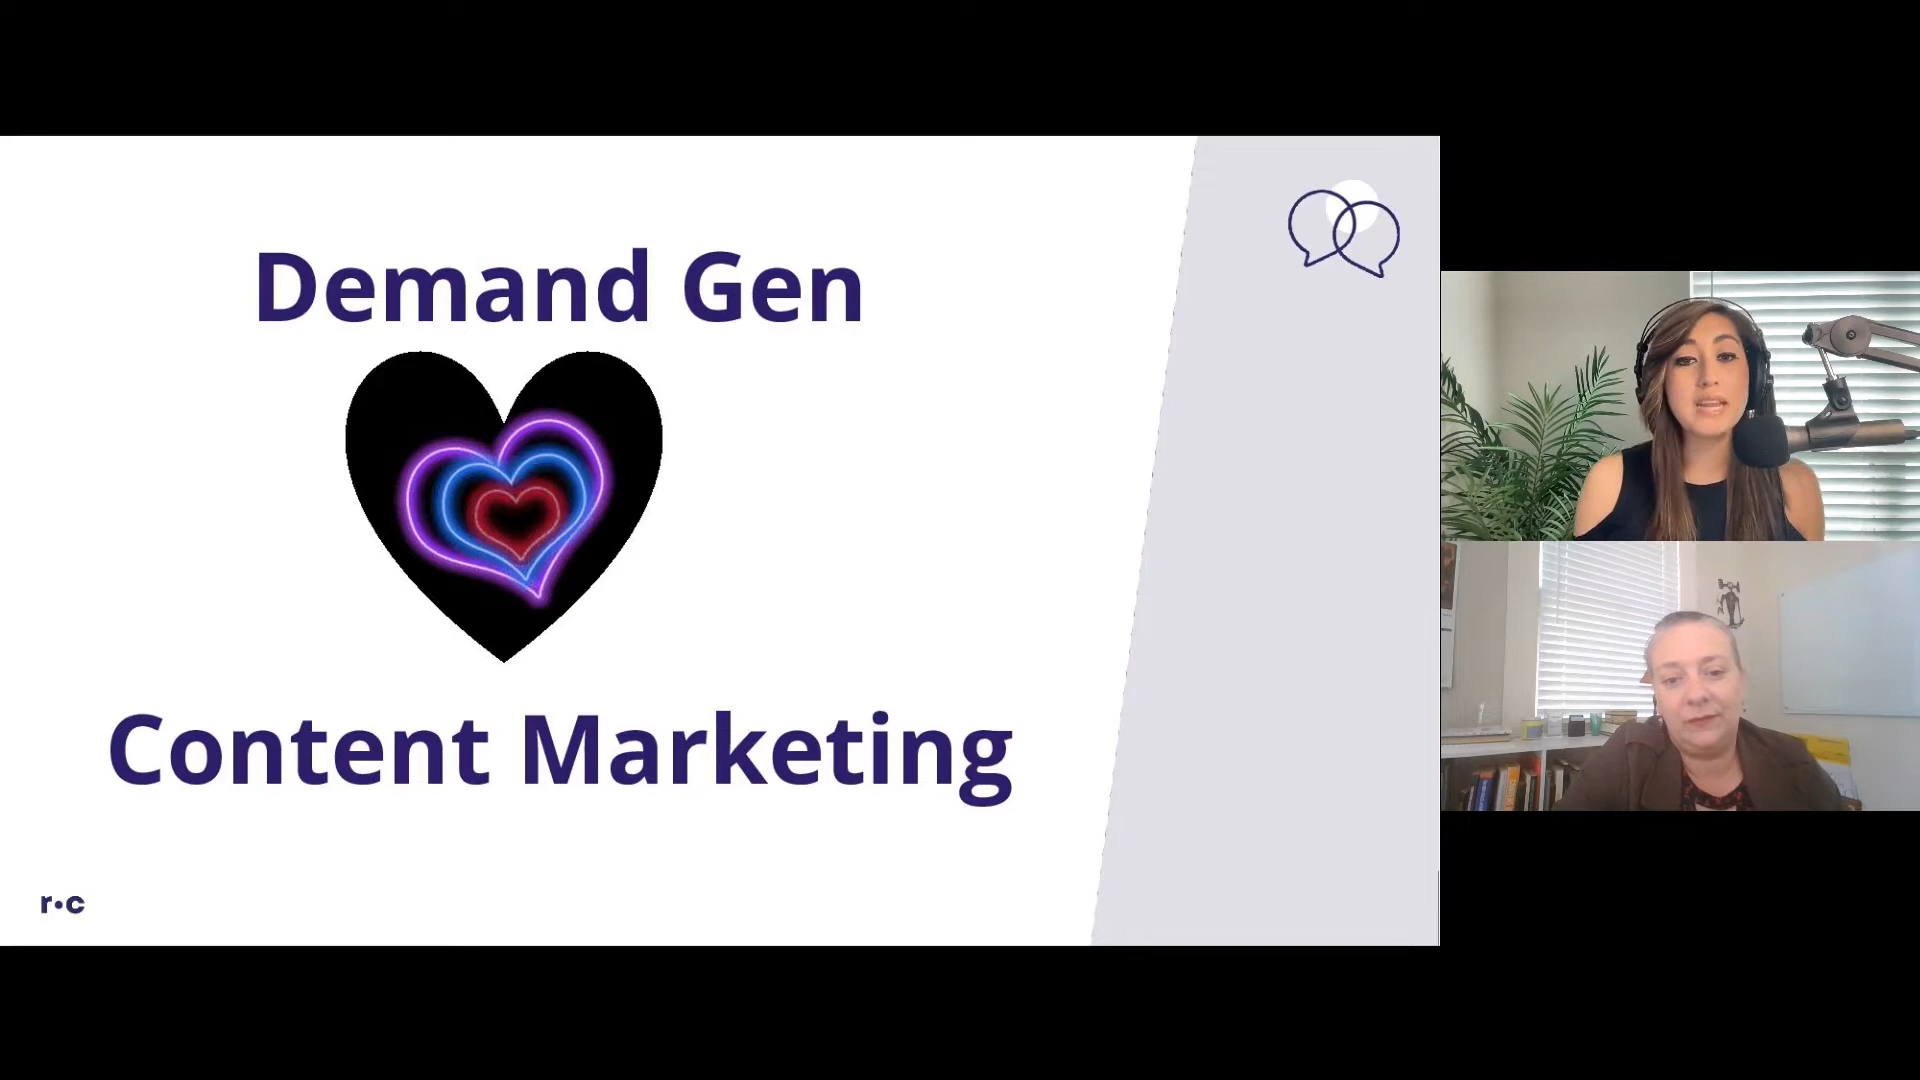 Demand Gen
Content Marketing
r•c